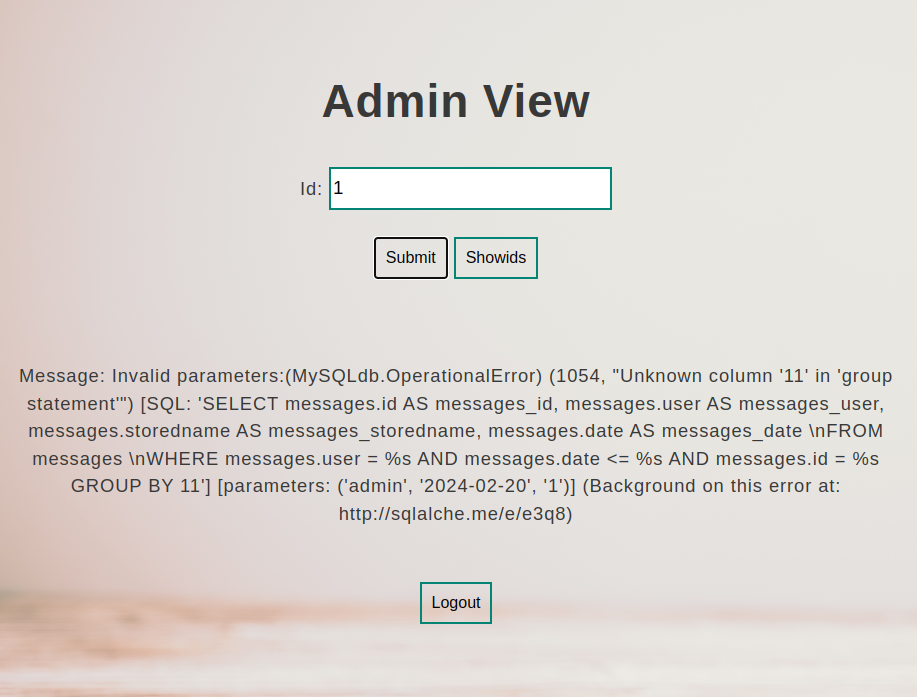 Admin View
Id: 1
Submit Showids
Message: Invalid parameters:(MySQLdb.OperationalError) (1054, "Unknown column '11' in 'group
statement'") [SQL: 'SELECT messages.id AS messages_id, messages.user AS messages_user,
messages.storedname AS messages_storedname, messages.date AS messages_date \nFROM
messages \nWHERE messages.user = %s AND messages.date <= %s AND messages.id = %s
GROUP BY 11'] [parameters: ('admin', '2024-02-20', '1')] (Background on this error at:
http://sqlalche.me/e/e3q8)
Logout